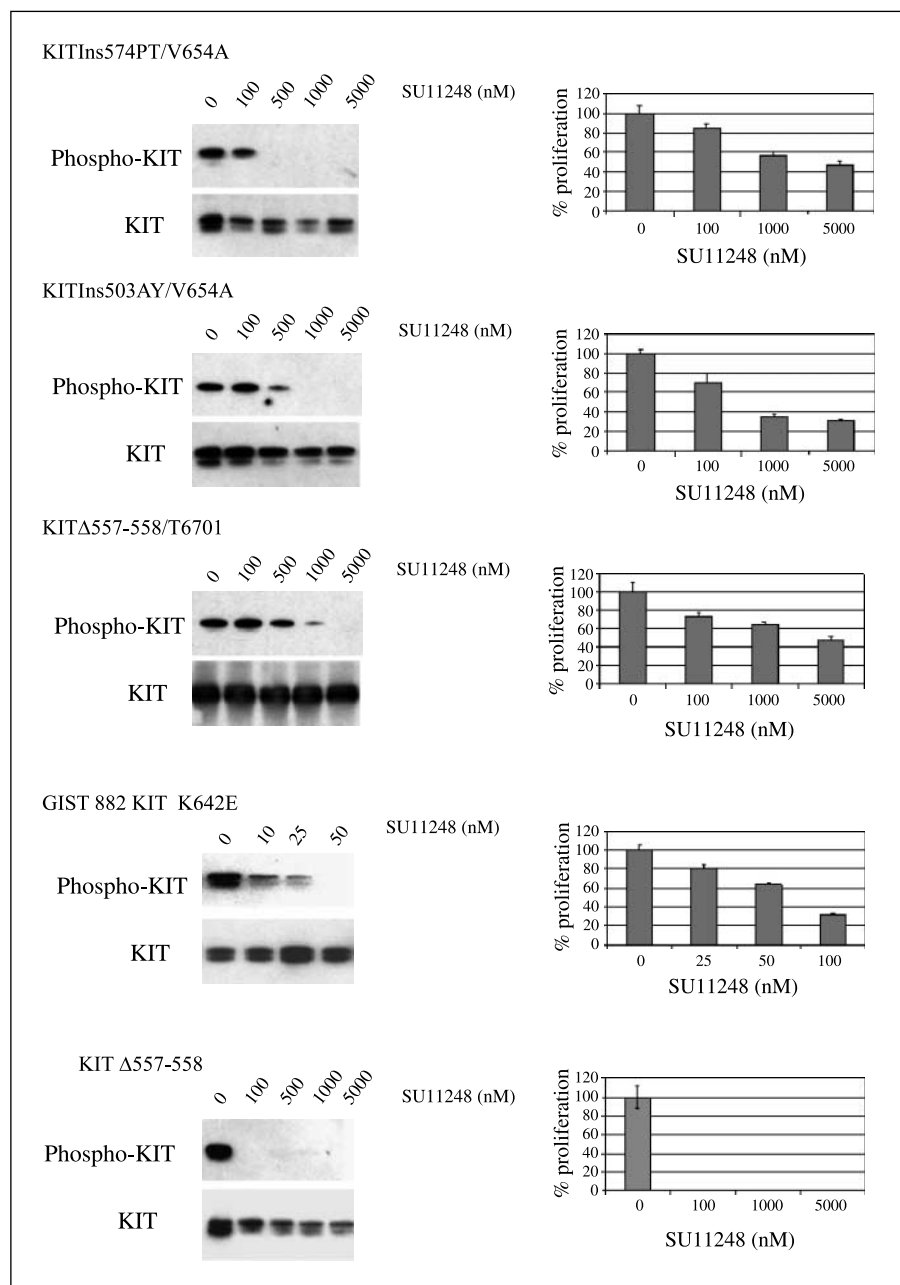 KITIns574PT/V654A
0 100 500 1000 5000 SU11248 (nM)
Phospho-KIT
KIT
% proliferation
120
100
80
60
40
20
0
0 100 1000 5000
SU11248 (nM)
KITIns503AY/V654A
0 100 500 1000 5000 SU11248 (nM)
Phospho-KIT
KIT
% proliferation
120
100
80
60
40
20
0
0 100 1000 5000
SU11248 (nM)
KITΔ557-558/T6701
0 100 500 1000 5000 SU11248 (nM)
Phospho-KIT
KIT
% proliferation
120
100
80
60
40
20
0
0 100 1000 5000
SU11248 (nM)
GIST 882 KIT K642E
0 10 25 50 SU11248 (nM)
Phospho-KIT
KIT
% proliferation
120
100
80
60
40
20
0
0 25 50 100
SU11248 (nM)
KIT Δ557-558
0 100 500 1000 5000 SU11248 (nM)
Phospho-KIT
KIT
% proliferation
120
100
80
60
40
20
0
0 100 1000 5000
SU11248 (nM)